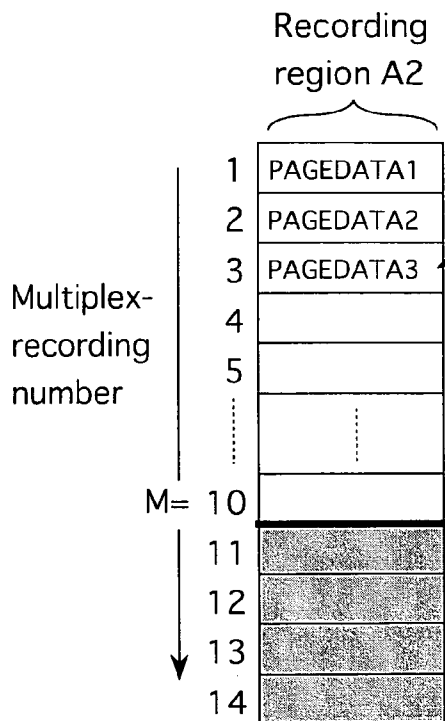 Recording
region A2
1 PAGEDATA1
2 PAGEDATA2
3 PAGEDATA3
4
5
Multiplex-
recording
number
M= 10
11
12
13
14